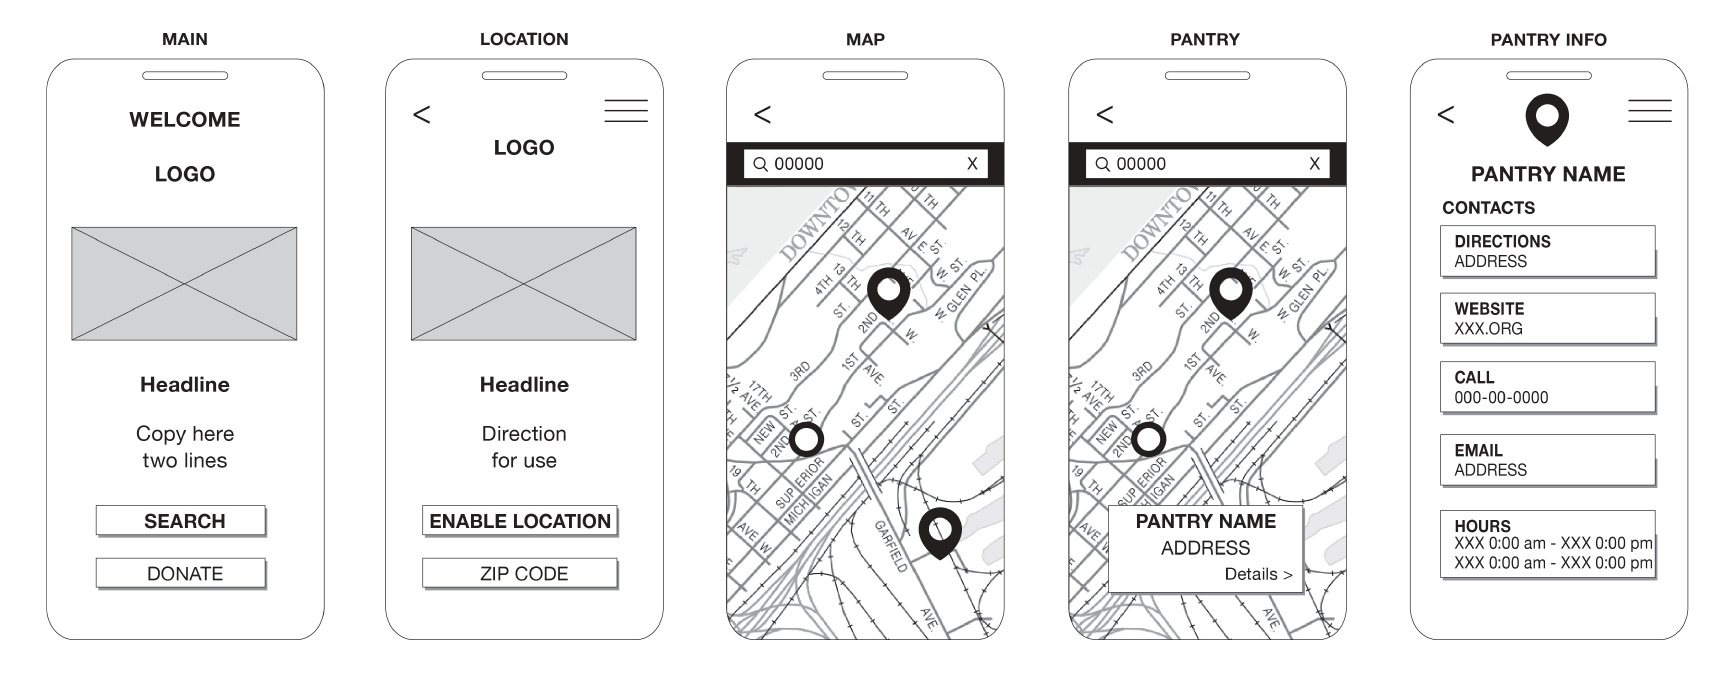 MAIN
WELCOME
LOGO
Headline
Copy here
two lines
SEARCH
DONATE
LOCATION
<
LOGO
Headline
Direction
for use
ENABLE LOCATION
ZIP CODE
MAP
<
00000 X
DOWNTO
11 TH
TH
12 TH
AVE
ST.
13 TH
4TH
ST.
W. ST.
W. GLEN PL.
2ND
W.
3RD
1ST AVE.
17TH
½ AVE.
ST.
ST.
ST.
ST.
NEW
2ND
19 TH
SUPERIOR
MICHIGAN
AVE W
GARFIELD
AVE.
PANTRY
<
00000 X
DOWNTO
11 TH
TH
12 TH
AVE
ST.
13 TH
4TH
ST.
W. ST.
W. GLEN PL.
2ND
W.
3RD
1ST AVE.
17TH
½ AVE.
ST.
ST.
ST.
ST.
NEW
2ND
19 TH
SUPERIOR
MICHIGAN
AVE W
PANTRY NAME
ADDRESS
Details >
AVE.
PANTRY INFO
<
PANTRY NAME
CONTACTS
DIRECTIONS
ADDRESS
WEBSITE
XXX.ORG
CALL
000-00-0000
EMAIL
ADDRESS
HOURS
XXX 0:00 am - XXX 0:00 pm
XXX 0:00 am - XXX 0:00 pm